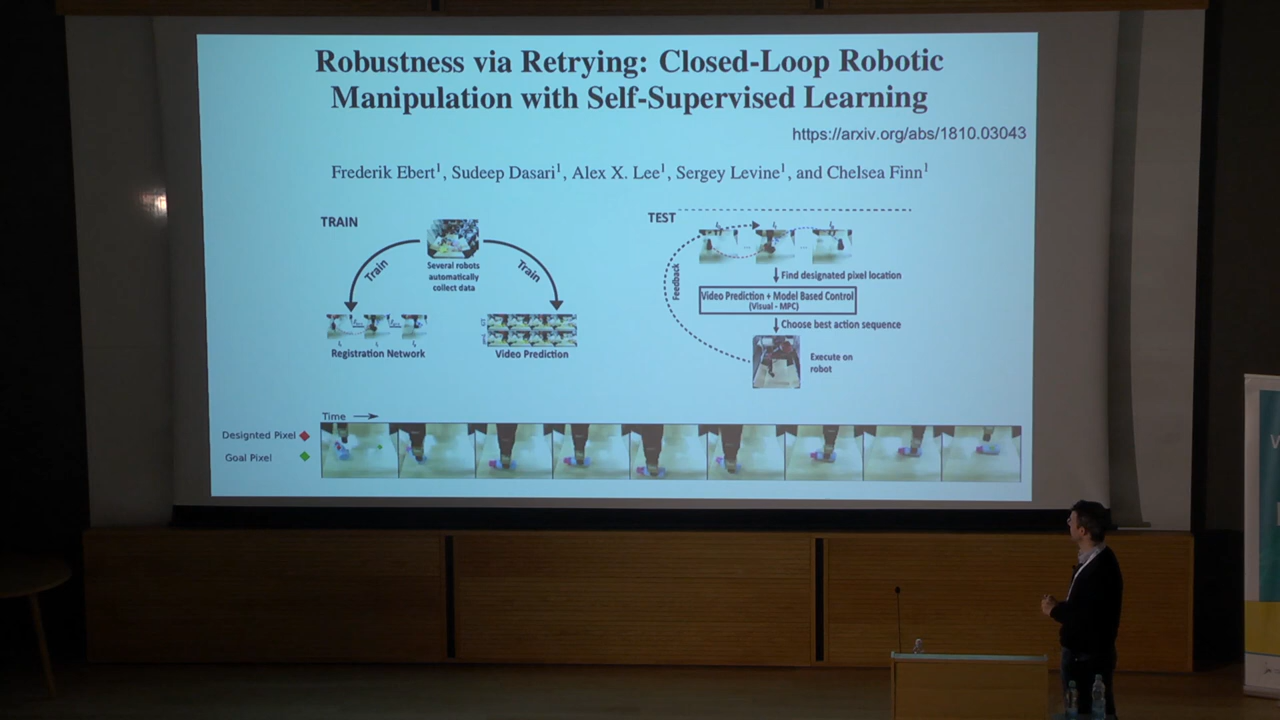 Robustness via Retrying: Closed-Loop Robotic
Manipulation with Self-Supervised Learning
https://arxiv.org/abs/1810.03043
Frederik Ebert¹, Sudeep Dasari¹, Alex X. Lee¹, Sergey Levine¹, and Chelsea Finn¹
TRAIN
Train
Several robots
automatically
collect data
Train
Registration Network
Video Prediction
TEST
Feedback
Find designated pixel location
Video Prediction + Model Based Control
(Visual - MPC)
Choose best action sequence
Execute on
robot
Time
Designted Pixel
Goal Pixel